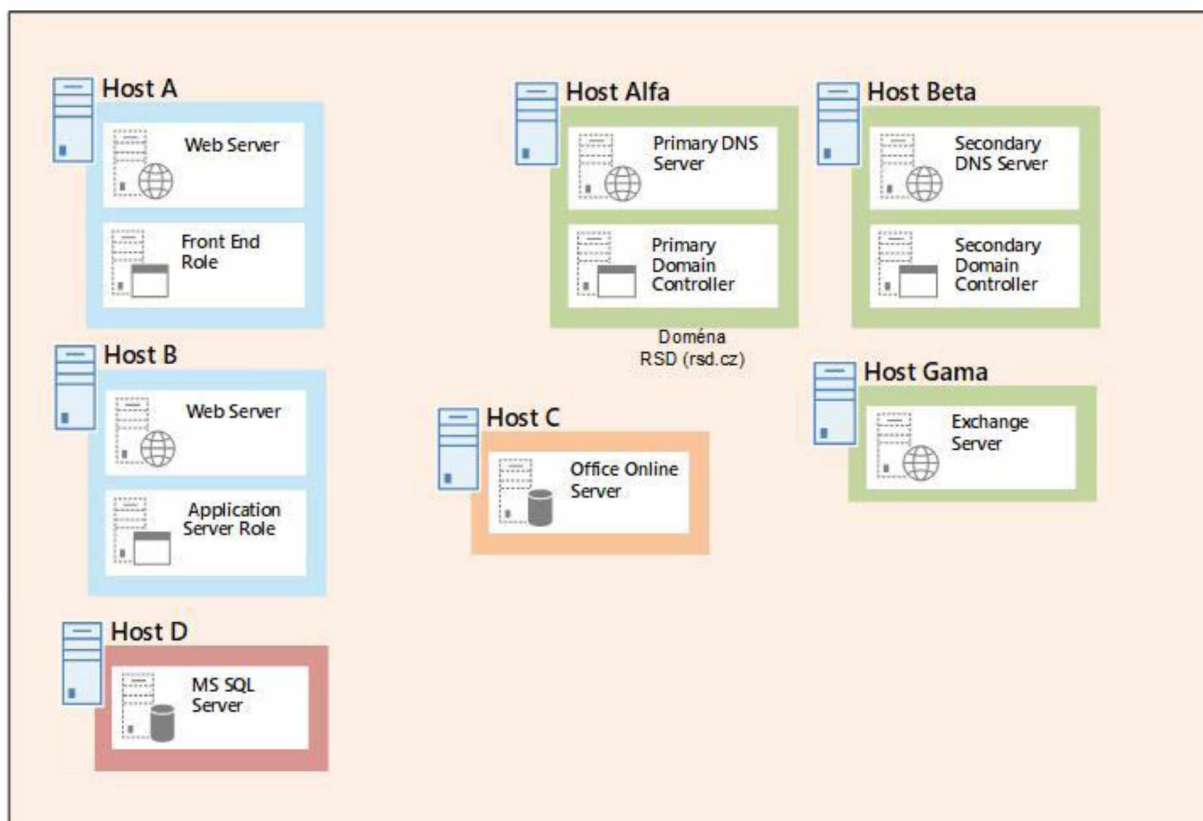 Host A
Web Server
Front End
Role
Host B
Web Server
Application
Server Role
Host D
MS SQL
Server
Host Alfa
Primary DNS
Server
Primary
Domain
Controller
Doména
RSD (rsd.cz)
Host Beta
Secondary
DNS Server
Secondary
Domain
Controller
Host C
Office Online
Server
Host Gama
Exchange
Server